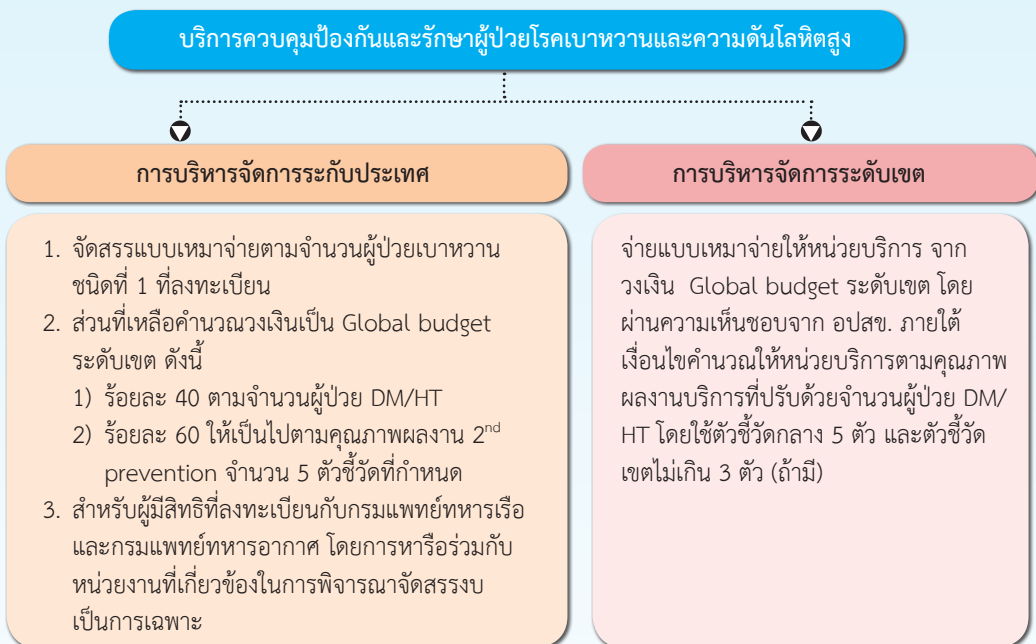 บริการควบคุมป้องกันและรักษาผู้ป่วยโรคเบาหวานและความดันโลหิตสูง
การบริหารจัดการระกับประเทศ
1. จัดสรรแบบเหมาจ่ายตามจำนวนผู้ป่วยเบาหวาน
ชนิดที่ 1 ที่ลงทะเบียน
2. ส่วนที่เหลือคำนวณวงเงินเป็น Global budget
ระดับเขต ดังนี้
1) ร้อยละ 40 ตามจำนวนผู้ป่วย DM/HT
2) ร้อยละ 60 ให้เป็นไปตามคุณภาพผลงาน 2nd
prevention จำนวน 5 ตัวชี้วัดที่กำหนด
3. สำหรับผู้มีสิทธิที่ลงทะเบียนกับกรมแพทย์ทหารเรือ
และกรมแพทย์ทหารอากาศ โดยการหารือร่วมกับ
หน่วยงานที่เกี่ยวข้องในการพิจารณาจัดสรรงบ
เป็นการเฉพาะ
การบริหารจัดการระดับเขต
จ่ายแบบเหมาจ่ายให้หน่วยบริการ จาก
วงเงิน Global budget ระดับเขต โดย
ผ่านความเห็นชอบจาก อปสข. ภายใต้
เงื่อนไขคำนวณให้หน่วยบริการตามคุณภาพ
ผลงานบริการที่ปรับด้วยจำนวนผู้ป่วย DM/
HT โดยใช้ตัวชี้วัดกลาง 5 ตัว และตัวชี้วัด
เขตไม่เกิน 3 ตัว (ถ้ามี)